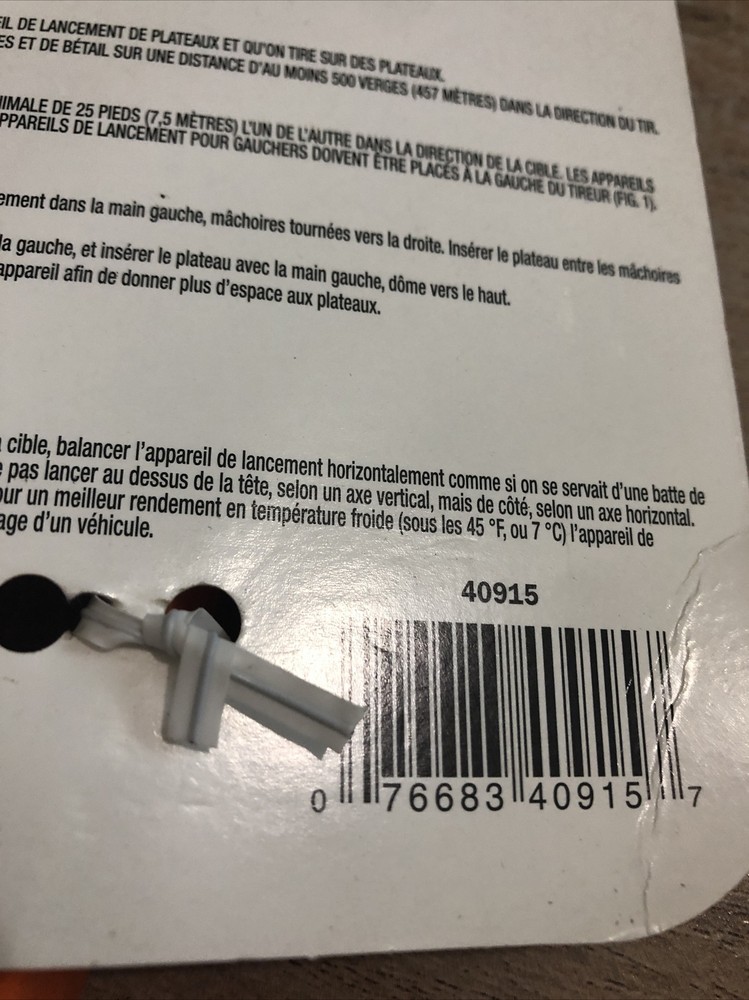 IL DE LANCEMENT DE PLATEAUX ET QU'ON TIRE SUR DES PLATEAUX.
ES ET DE BÉTAIL SUR UNE DISTANCE D'AU MOINS 500 VERGES (457 MÈTRES) DANS LA DIRECTION DU TIR.
IMALE DE 25 PIEDS (7,5 MÈTRES) L'UN DE L'AUTRE DANS LA DIRECTION DE LA CIBLE. LES APPAREILS
PPAREILS DE LANCEMENT POUR GAUCHERS DOIVENT ÊTRE PLACÉS À LA GAUCHE DU TIREUR (FIG. 1).
ement dans la main gauche, mâchoires tournées vers la droite. Insérer le plateau entre les mâchoires
la gauche, et insérer le plateau avec la main gauche, dôme vers le haut.
appareil afin de donner plus d'espace aux plateaux.
cible, balancer l'appareil de lancement horizontalement comme si on se servait d'une batte de
pas lancer au dessus de la tête, selon un axe vertical, mais de côté, selon un axe horizontal.
ur un meilleur rendement en température froide (sous les 45 °F, ou 7 °C) l'appareil de
age d'un véhicule.
40915
0 76683 40915 7